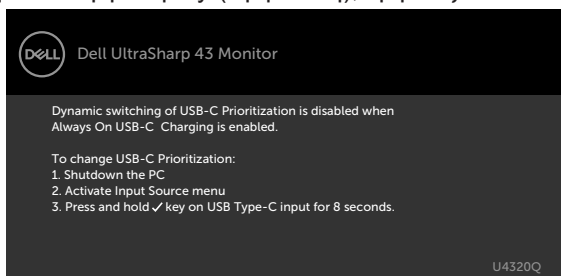 DELL
Dell UltraSharp 43 Monitor
Dynamic switching of USB-C Prioritization is disabled when
Always On USB-C Charging is enabled.
To change USB-C Prioritization:
1. Shutdown the PC
2. Activate Input Source menu
3. Press and hold ✓ key on USB Type-C input for 8 seconds.
U4320Q